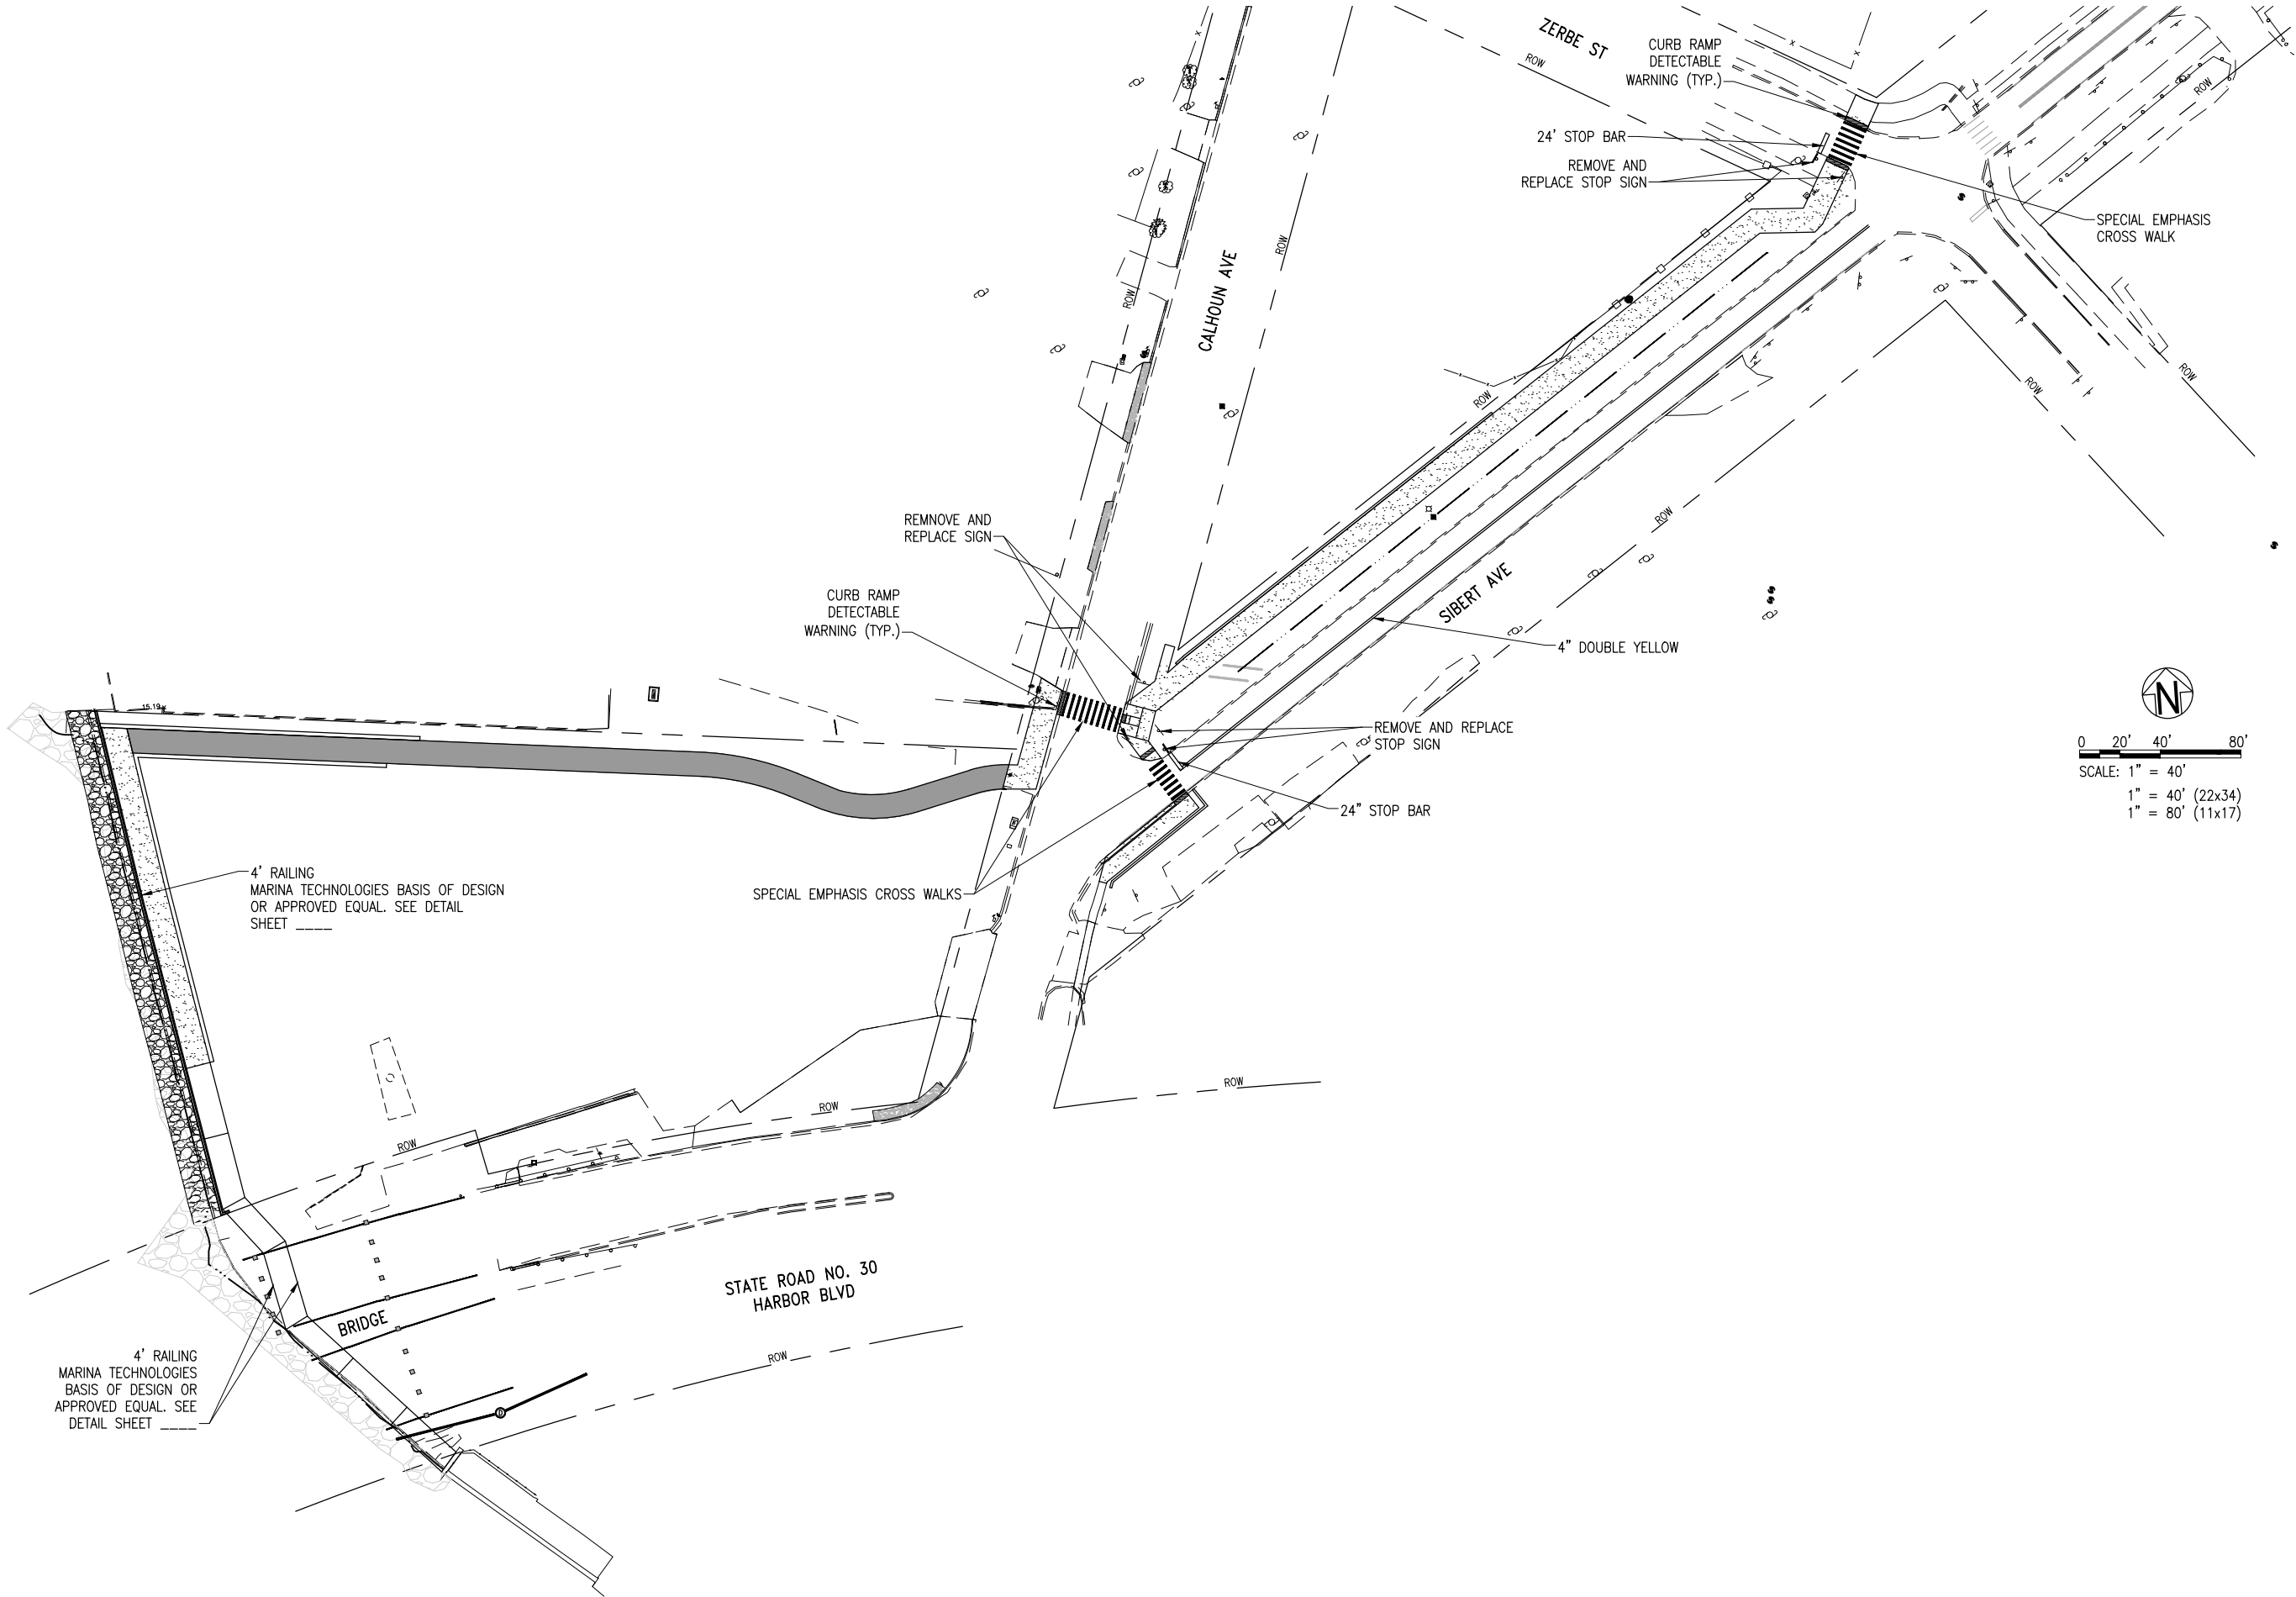 ZERBE ST
CURB RAMP
DETECTABLE
WARNING (TYP.)
ROW
ROW
24' STOP BAR
REMOVE AND
REPLACE STOP SIGN
SPECIAL EMPHASIS
CROSS WALK
CALHOUN AVE
ROW
ROW
ROW
ROW
ROW
ROW
REMNOVE AND
REPLACE SIGN
SIBERT AVE
CURB RAMP
DETECTABLE
WARNING (TYP.)
4" DOUBLE YELLOW
N
0 20' 40' 80'
SCALE: 1" = 40'
1" = 40' (22x34)
1" = 80' (11x17)
15.19
REMOVE AND REPLACE
STOP SIGN
24" STOP BAR
4' RAILING
MARINA TECHNOLOGIES BASIS OF DESIGN
OR APPROVED EQUAL. SEE DETAIL
SHEET ____
SPECIAL EMPHASIS CROSS WALKS
ROW
ROW
ROW
STATE ROAD NO. 30
HARBOR BLVD
BRIDGE
ROW
4' RAILING
MARINA TECHNOLOGIES
BASIS OF DESIGN OR
APPROVED EQUAL. SEE
DETAIL SHEET ____
D